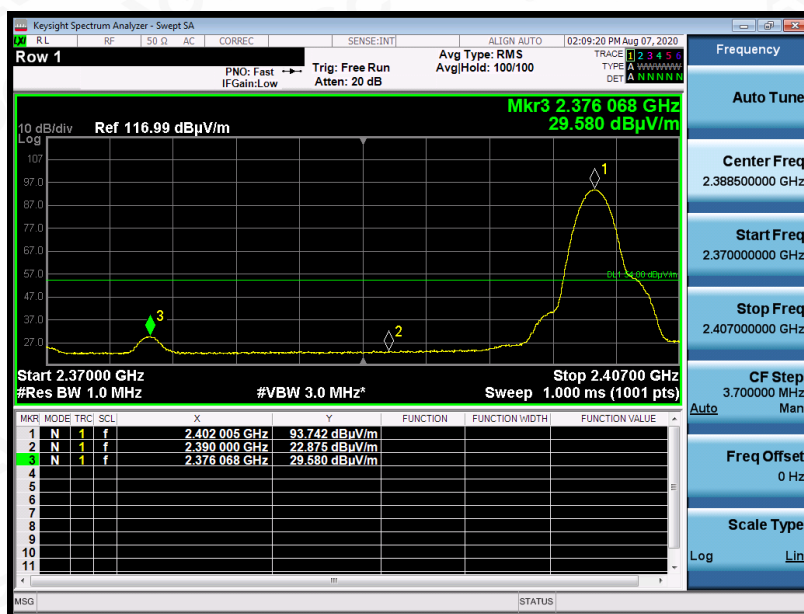 Keysight Spectrum Analyzer - Swept SA
LXI RL RF 50 Ω AC CORREC SENSE:INT ALIGN AUTO 02:09:20 PM Aug 07, 2020
Row 1
PNO: Fast
IFGain:Low
Trig: Free Run
Atten: 20 dB
Avg Type: RMS
Avg|Hold: 100/100
TRACE 1 2 3 4 5 6
TYPE A WWWWW
DET A N N N N N
Mkr3 2.376 068 GHz
29.580 dBµV/m
10 dB/div Ref 116.99 dBµV/m
Log
107
97.0
87.0
77.0
67.0
57.0
47.0
37.0
27.0
1
2
3
Start 2.37000 GHz
Stop 2.40700 GHz
#Res BW 1.0 MHz #VBW 3.0 MHz* Sweep 1.000 ms (1001 pts)
MKR MODE TRC SCL X Y FUNCTION FUNCTION WIDTH FUNCTION VALUE
1 N 1 f 2.402 005 GHz 93.742 dBµV/m
2 N 1 f 2.390 000 GHz 22.875 dBµV/m
3 N 1 f 2.376 068 GHz 29.580 dBµV/m
4
5
6
7
8
9
10
11
MSG STATUS
Frequency
Auto Tune
Center Freq
2.388500000 GHz
Start Freq
2.370000000 GHz
Stop Freq
2.407000000 GHz
CF Step
3.700000 MHz
Auto Man
Freq Offset
0 Hz
Scale Type
Log Lin